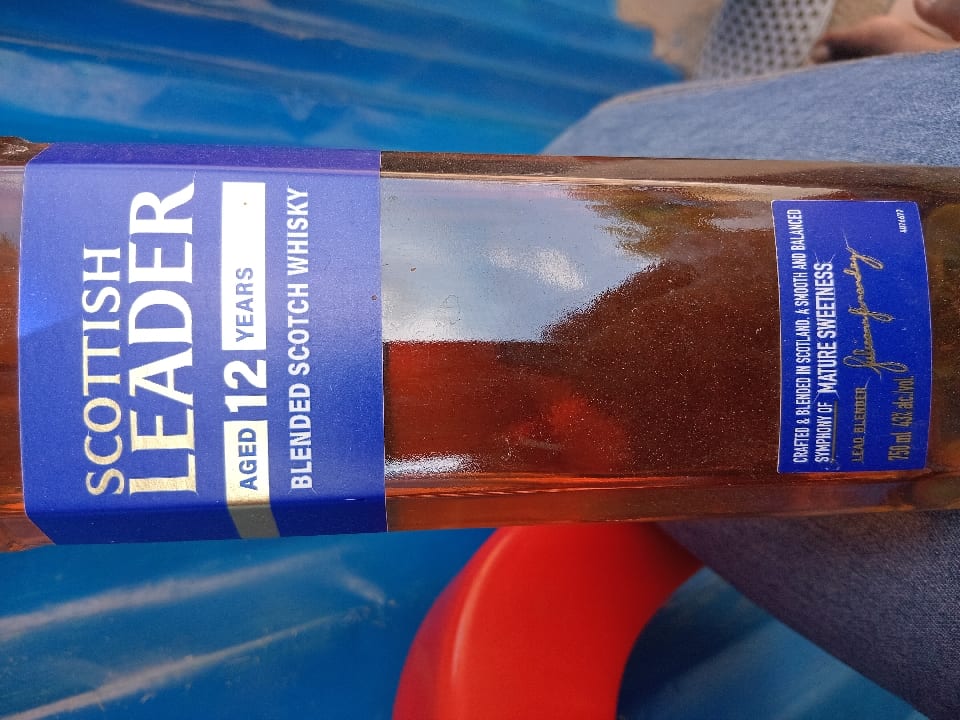 SCOTTISH
LEADER
AGED 12 YEARS
BLENDED SCOTCH WHISKY
CRAFTED & BLENDED IN SCOTLAND. A SMOOTH AND BALANCED
SYMPHONY OF MATURE SWEETNESS
LEAD BLENDER
750 ml 43% alc./vol.